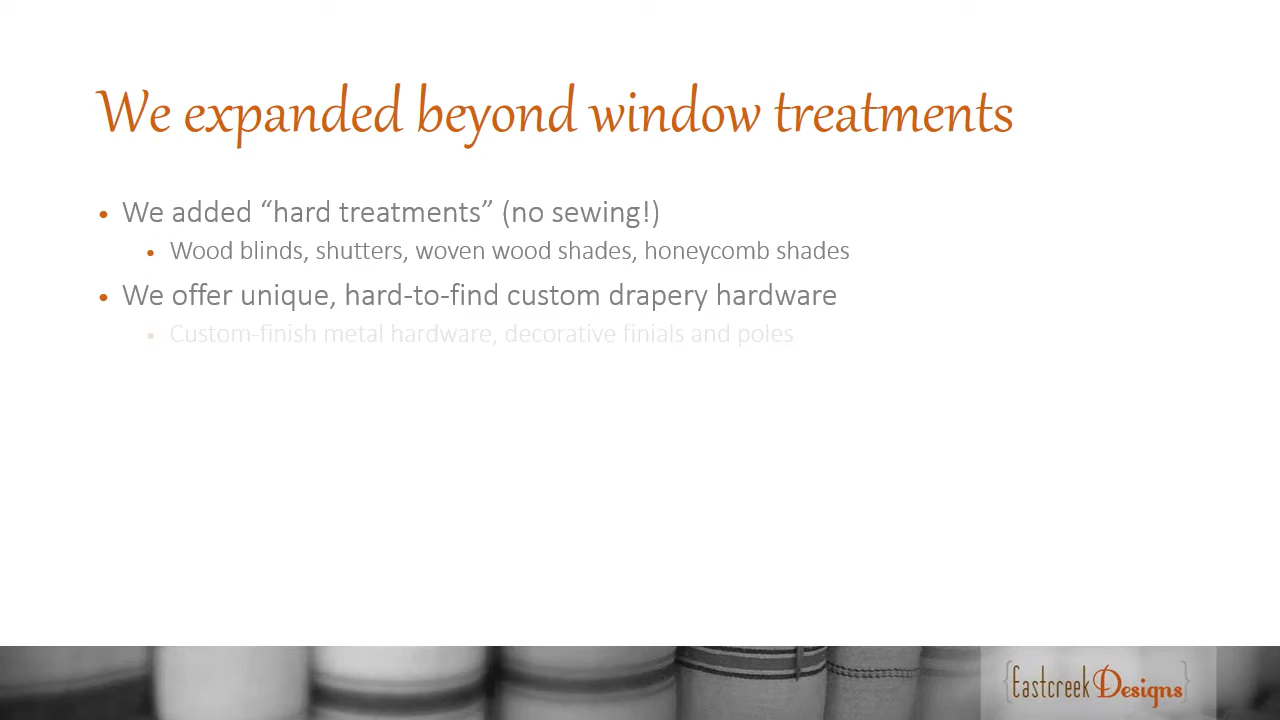 We expanded beyond window treatments
• We added “hard treatments” (no sewing!)
• Wood blinds, shutters, woven wood shades, honeycomb shades
• We offer unique, hard-to-find custom drapery hardware
• Custom-finish metal hardware, decorative finials and poles
{Eastcreek Designs}